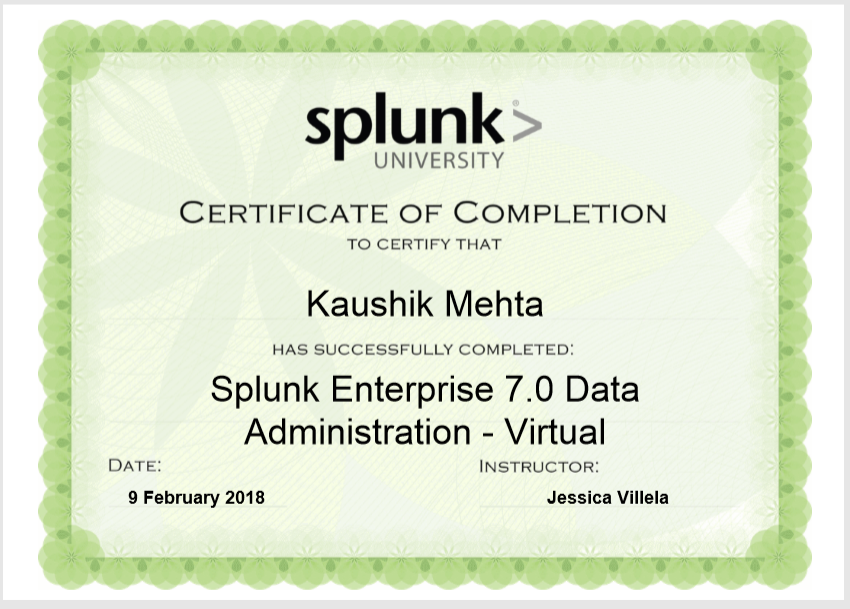 splunk>®
UNIVERSITY
CERTIFICATE OF COMPLETION
TO CERTIFY THAT
Kaushik Mehta
HAS SUCCESSFULLY COMPLETED:
Splunk Enterprise 7.0 Data
Administration - Virtual
DATE:
INSTRUCTOR:
9 February 2018
Jessica Villela